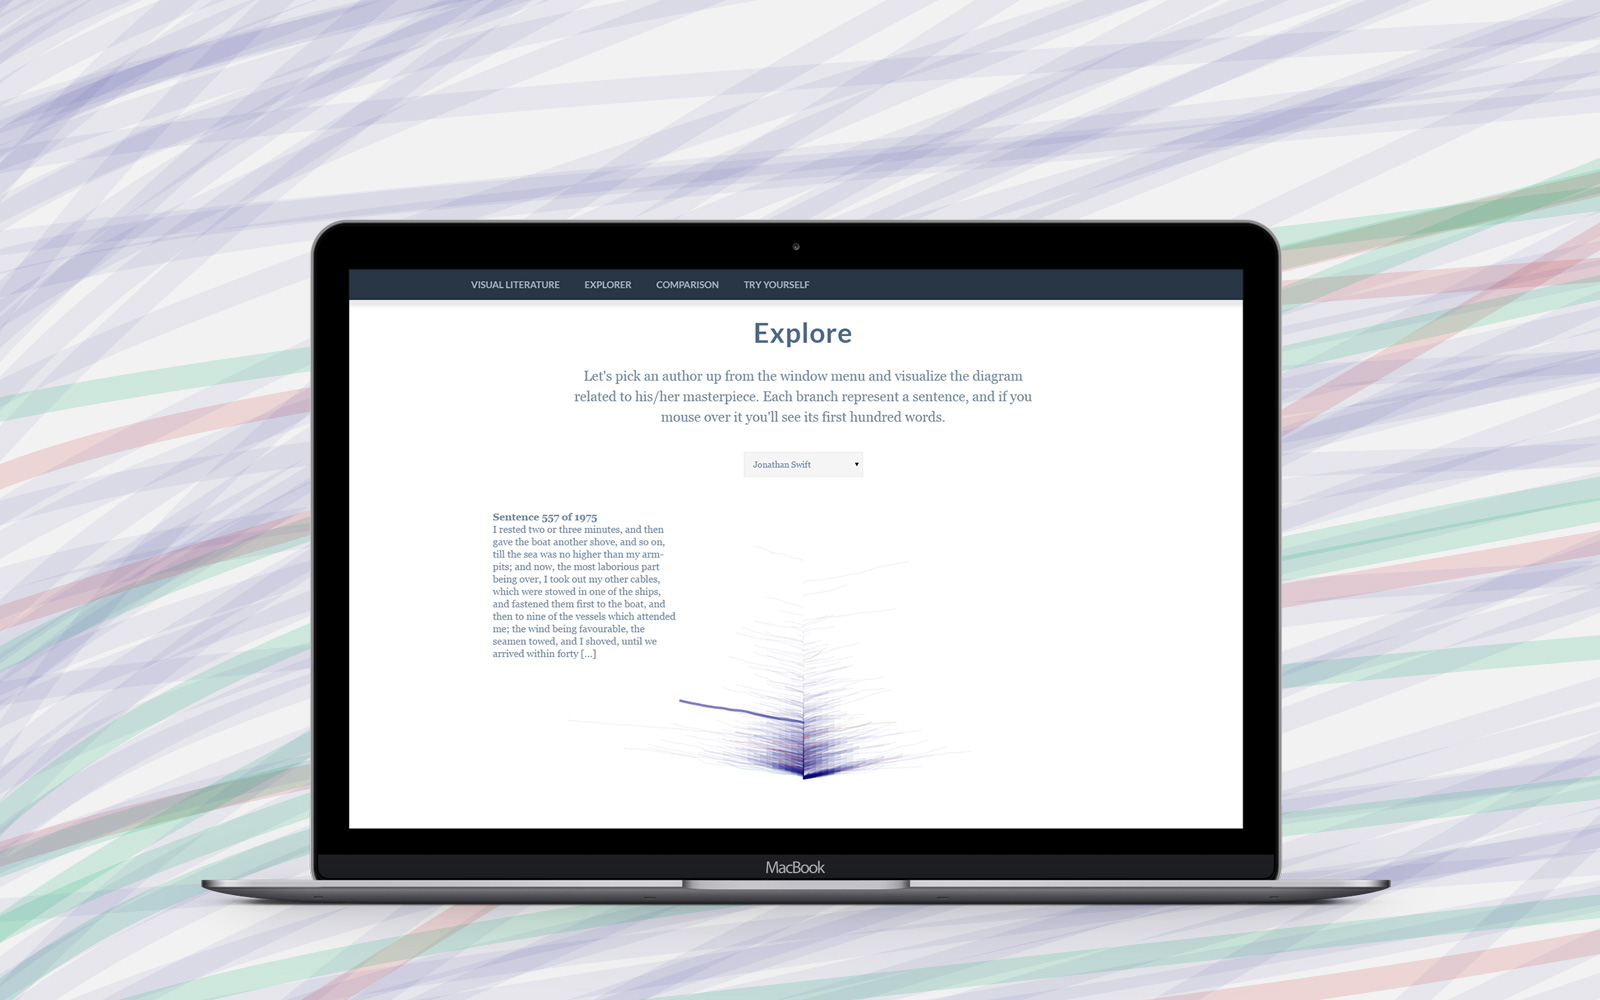 VISUAL LITERATURE EXPLORER COMPARISON TRY YOURSELF
Explore
Let's pick an author up from the window menu and visualize the diagram
related to his/her masterpiece. Each branch represent a sentence, and if you
mouse over it you'll see its first hundred words.
Jonathan Swift
Sentence 557 of 1975
I rested two or three minutes, and then
gave the boat another shove, and so on,
till the sea was no higher than my arm-
pits; and now, the most laborious part
being over, I took out my other cables,
which were stowed in one of the ships,
and fastened them first to the boat, and
then to nine of the vessels which attended
me; the wind being favourable, the
seamen towed, and I shoved, until we
arrived within forty [...]
MacBook